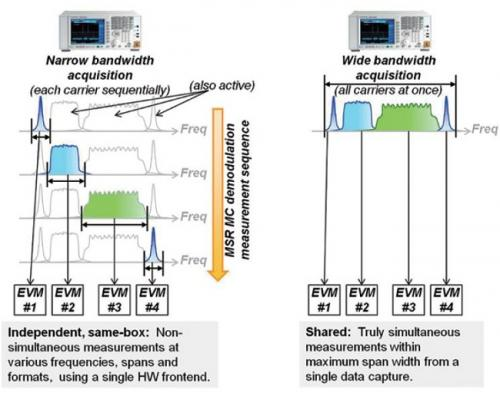 Narrow bandwidth
acquisition
(each carrier sequentially)
(also active)
Freq
Freq
Freq
Freq
MSR MC demodulation
measurement sequence
EVM
#1
EVM
#2
EVM
#3
EVM
#4
Independent, same-box: Non-
simultaneous measurements at
various frequencies, spans and
formats, using a single HW frontend.
Wide bandwidth
acquisition
(all carriers at once)
Freq
EVM
#1
EVM
#2
EVM
#3
EVM
#4
Shared: Truly simultaneous
measurements within
maximum span width from a
single data capture.